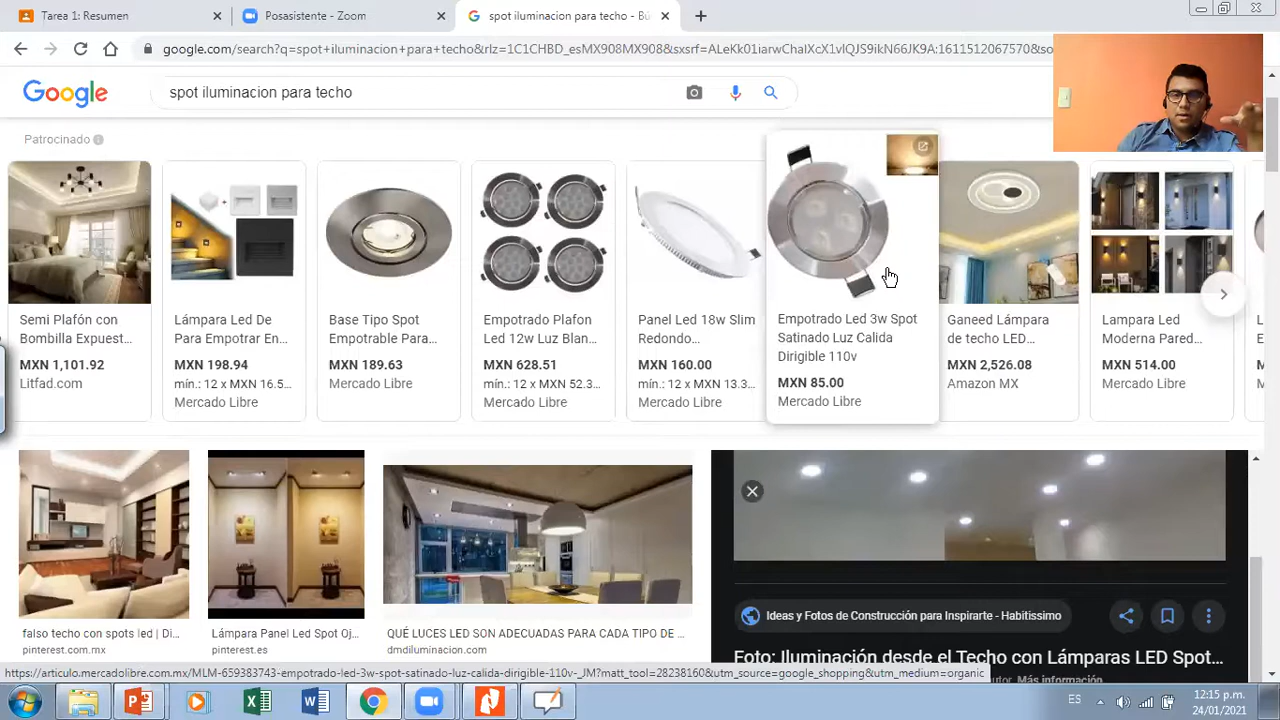 Tarea 1: Resumen
Posasistente - Zoom
spot iluminacion para techo - Bú
google.com/search?q=spot+iluminacion+para+techo&rlz=1C1CHBD_esMX908MX908&sxsrf=ALeKk01iarwChaIXcX1vIQJS9ikN66JK9A:1611512067570&so
Google
spot iluminacion para techo
Patrocinado
Semi Plafón con
Bombilla Expuest...
MXN 1,101.92
Litfad.com
Lámpara Led De
Para Empotrar En...
MXN 198.94
mín.: 12 x MXN 16.5...
Mercado Libre
Base Tipo Spot
Empotrable Para...
MXN 189.63
Mercado Libre
Empotrado Plafon
Led 12w Luz Blan...
MXN 628.51
mín.: 12 x MXN 52.3...
Mercado Libre
Panel Led 18w Slim
Redondo...
MXN 160.00
mín.: 12 x MXN 13.3...
Mercado Libre
Empotrado Led 3w Spot
Satinado Luz Calida
Dirigible 110v
MXN 85.00
Mercado Libre
Ganeed Lámpara
de techo LED...
MXN 2,526.08
Amazon MX
Lampara Led
Moderna Pared...
MXN 514.00
Mercado Libre
falso techo con spots led | Di...
pinterest.com.mx
Lámpara Panel Led Spot Oj...
pinterest.es
QUÉ LUCES LED SON ADECUADAS PARA CADA TIPO DE ...
dmdiluminacion.com
Ideas y Fotos de Construcción para Inspirarte - Habitissimo
Foto: Iluminación desde el Techo con Lámparas LED Spot...
Más información
https://articulo.mercadolibre.com.mx/MLM-659383743-empotrado-led-3w-spot-satinado-luz-calida-dirigible-110v-_JM?matt_tool=28238160&utm_source=google_shopping&utm_medium=organic
ES
12:15 p.m.
24/01/2021